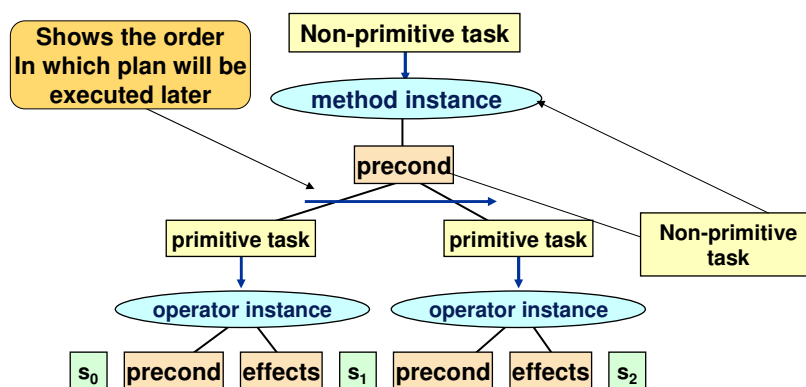 Shows the order
In which plan will be
executed later
Non-primitive task
method instance
precond
primitive task
primitive task
Non-primitive
task
operator instance
operator instance
s₀
precond
effects
s₁
precond
effects
s₂